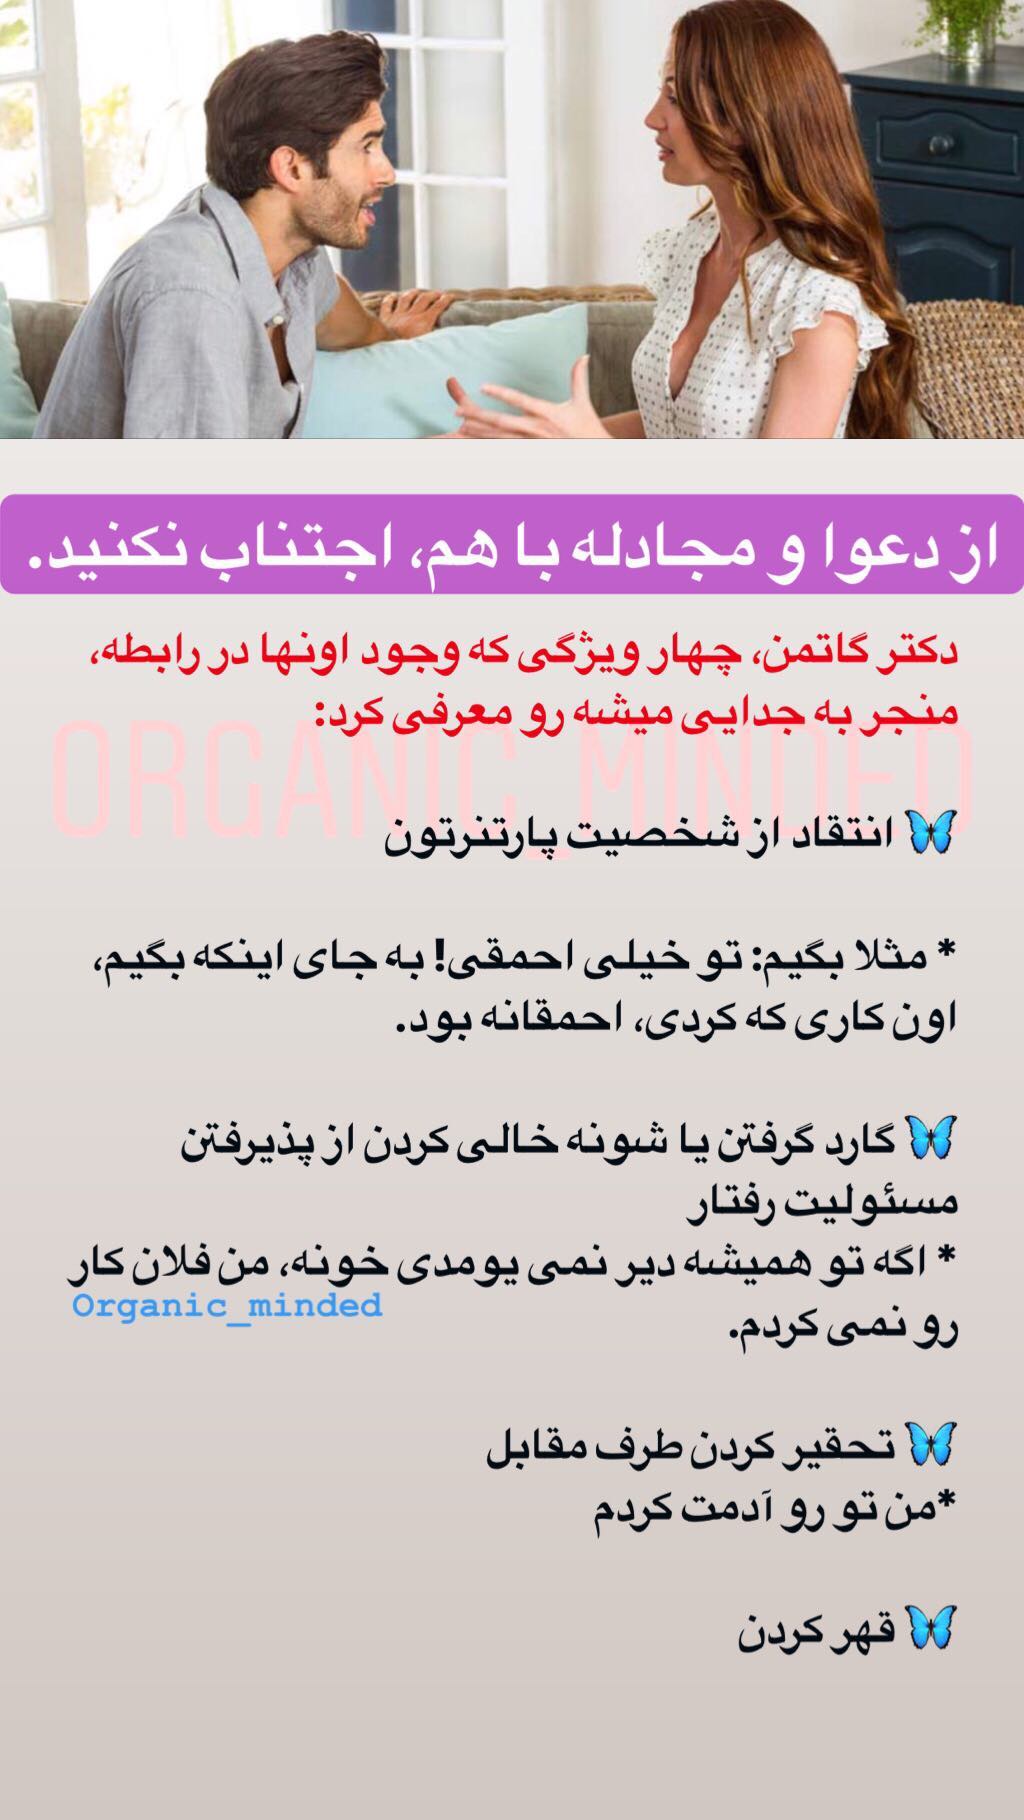 از دعوا و مجادله با هم، اجتناب نکنید.
دکتر گاتمن، چهار ویژگی که وجود اونها در رابطه،
منجر به جدایی میشه رو معرفی کرد:
ORGANIC_MINDED
🦋 انتقاد از شخصیت پارتنرتون
* مثلا بگیم: تو خیلی احمقی! به جای اینکه بگیم،
اون کاری که کردی، احمقانه بود.
🦋 گارد گرفتن یا شونه خالی کردن از پذیرفتن
مسئولیت رفتار
* اگه تو همیشه دیر نمی یومدی خونه، من فلان کار
Organic_minded
رو نمی کردم.
🦋 تحقیر کردن طرف مقابل
*من تو رو آدمت کردم
🦋 قهر کردن